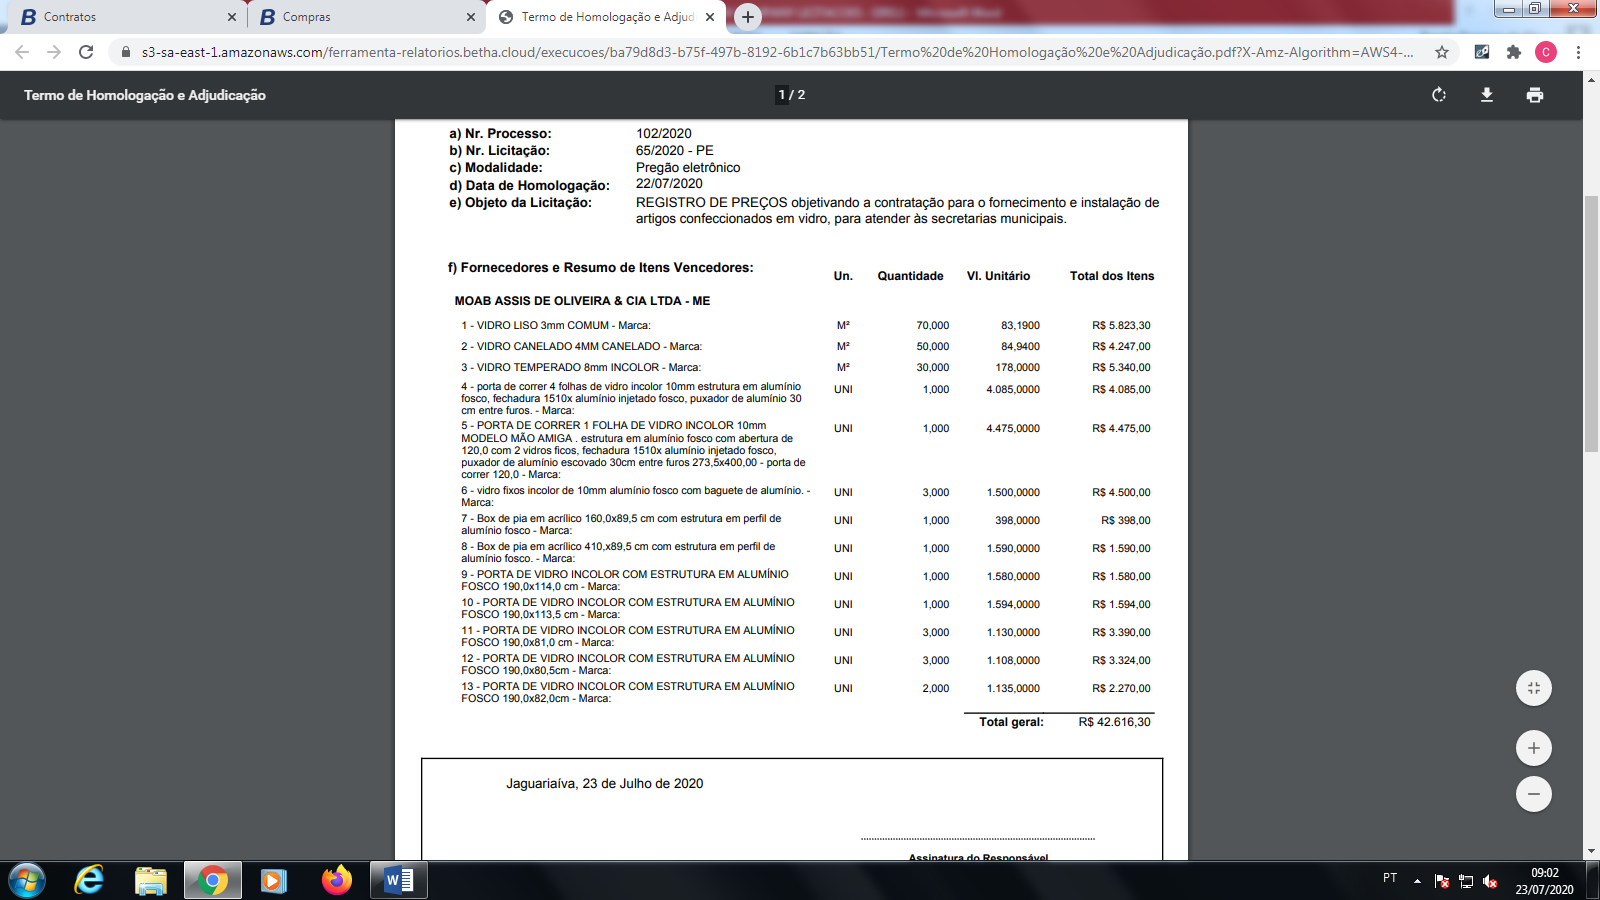 Contratos
Compras
Termo de Homologação e Adjud
s3-sa-east-1.amazonaws.com/ferramenta-relatorios.betha.cloud/execucoes/ba79d8d3-b75f-497b-8192-6b1c7b63bb51/Termo%20de%20Homologação%20e%20Adjudicação.pdf?X-Amz-Algorithm=AWS4-...
C
Termo de Homologação e Adjudicação
1 / 2
a) Nr. Processo: 102/2020
b) Nr. Licitação: 65/2020 - PE
c) Modalidade: Pregão eletrônico
d) Data de Homologação: 22/07/2020
e) Objeto da Licitação: REGISTRO DE PREÇOS objetivando a contratação para o fornecimento e instalação de
artigos confeccionados em vidro, para atender às secretarias municipais.
f) Fornecedores e Resumo de Itens Vencedores: Un. Quantidade Vl. Unitário Total dos Itens
MOAB ASSIS DE OLIVEIRA & CIA LTDA - ME
1 - VIDRO LISO 3mm COMUM - Marca: M² 70,000 83,1900 R$ 5.823,30
2 - VIDRO CANELADO 4MM CANELADO - Marca: M² 50,000 84,9400 R$ 4.247,00
3 - VIDRO TEMPERADO 8mm INCOLOR - Marca: M² 30,000 178,0000 R$ 5.340,00
4 - porta de correr 4 folhas de vidro incolor 10mm estrutura em alumínio UNI 1,000 4.085,0000 R$ 4.085,00
fosco, fechadura 1510x alumínio injetado fosco, puxador de alumínio 30
cm entre furos. - Marca:
5 - PORTA DE CORRER 1 FOLHA DE VIDRO INCOLOR 10mm UNI 1,000 4.475,0000 R$ 4.475,00
MODELO MÃO AMIGA . estrutura em alumínio fosco com abertura de
120,0 com 2 vidros ficos, fechadura 1510x alumínio injetado fosco,
puxador de alumínio escovado 30cm entre furos 273,5x400,00 - porta de
correr 120,0 - Marca:
6 - vidro fixos incolor de 10mm alumínio fosco com baguete de alumínio. - UNI 3,000 1.500,0000 R$ 4.500,00
Marca:
7 - Box de pia em acrílico 160,0x89,5 cm com estrutura em perfil de UNI 1,000 398,0000 R$ 398,00
alumínio fosco - Marca:
8 - Box de pia em acrílico 410,x89,5 cm com estrutura em perfil de UNI 1,000 1.590,0000 R$ 1.590,00
alumínio fosco. - Marca:
9 - PORTA DE VIDRO INCOLOR COM ESTRUTURA EM ALUMÍNIO UNI 1,000 1.580,0000 R$ 1.580,00
FOSCO 190,0x114,0 cm - Marca:
10 - PORTA DE VIDRO INCOLOR COM ESTRUTURA EM ALUMÍNIO UNI 1,000 1.594,0000 R$ 1.594,00
FOSCO 190,0x113,5 cm - Marca:
11 - PORTA DE VIDRO INCOLOR COM ESTRUTURA EM ALUMÍNIO UNI 3,000 1.130,0000 R$ 3.390,00
FOSCO 190,0x81,0 cm - Marca:
12 - PORTA DE VIDRO INCOLOR COM ESTRUTURA EM ALUMÍNIO UNI 3,000 1.108,0000 R$ 3.324,00
FOSCO 190,0x80,5cm - Marca:
13 - PORTA DE VIDRO INCOLOR COM ESTRUTURA EM ALUMÍNIO UNI 2,000 1.135,0000 R$ 2.270,00
FOSCO 190,0x82,0cm - Marca:
Total geral: R$ 42.616,30
Jaguariaíva, 23 de Julho de 2020
Assinatura do Responsável
PT
09:02
23/07/2020